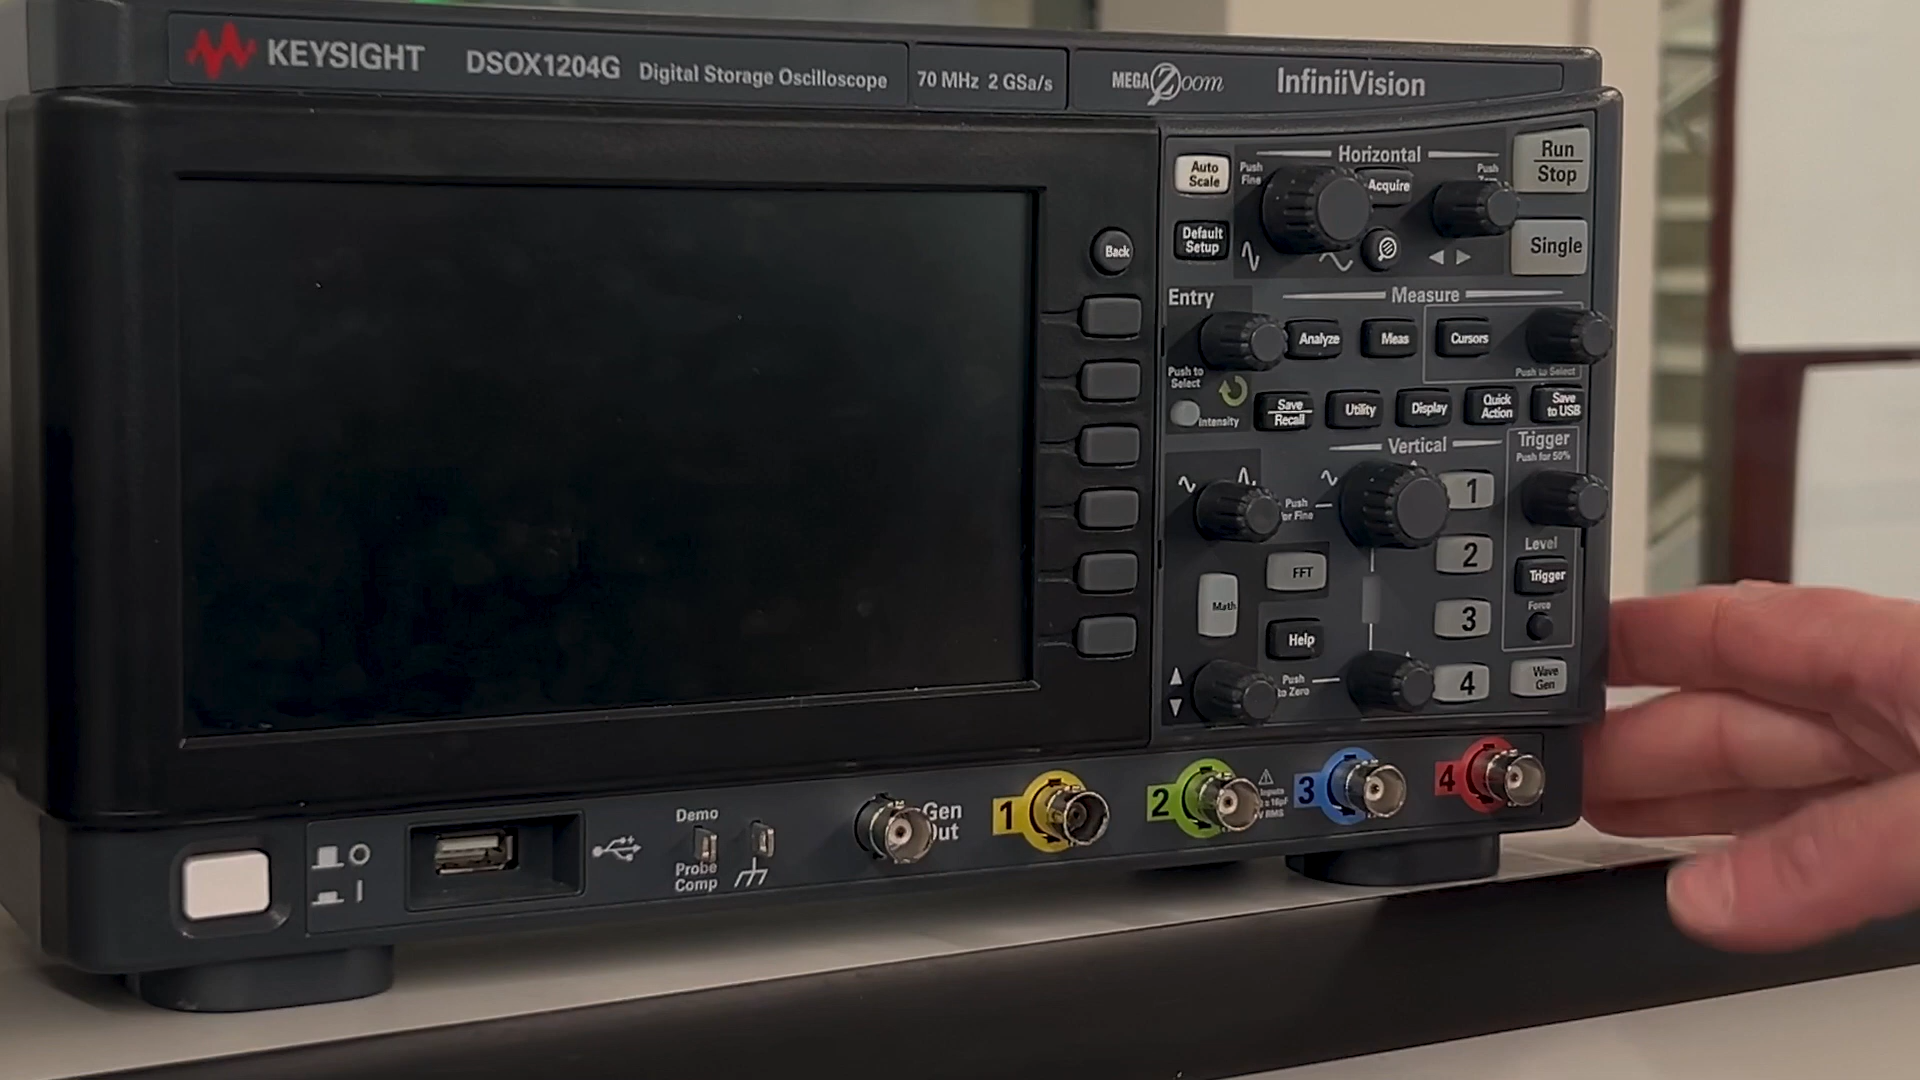 KEYSIGHT DSOX1204G Digital Storage Oscilloscope 70 MHz 2 GSa/s MEGA Zoom InfiniiVision
Horizontal
Run
Stop
Auto
Scale
Push
Fine
Acquire
Push
Default
Setup
Single
Back
Entry
Measure
Analyze
Meas
Cursors
Push to
Select
Push to Select
Intensity
Save
Recall
Utility
Display
Quick
Action
Save
to USB
Vertical
Trigger
Push for 50%
1
Push
for Fine
2
Level
FFT
Trigger
Math
3
Force
Help
4
Wave
Gen
Push
to Zero
Demo
Probe
Comp
Gen
Out
1
2
Inputs
3
4